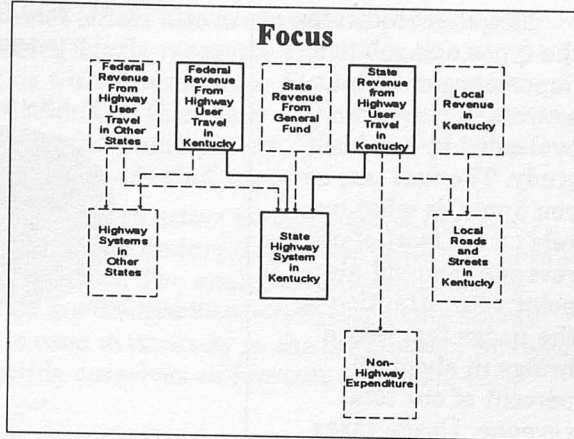 Focus
Federal
Revenue
From
Highway
User
Travel
in Other
States
Federal
Revenue
From
Highway
User
Travel
in
Kentucky
State
Revenue
From
General
Fund
State
Revenue
from
Highway
User
Travel
in
Kentucky
Local
Revenue
in
Kentucky
Highway
Systems
in
Other
States
State
Highway
System
in
Kentucky
Local
Roads
and
Streets
in
Kentucky
Non-
Highway
Expenditure